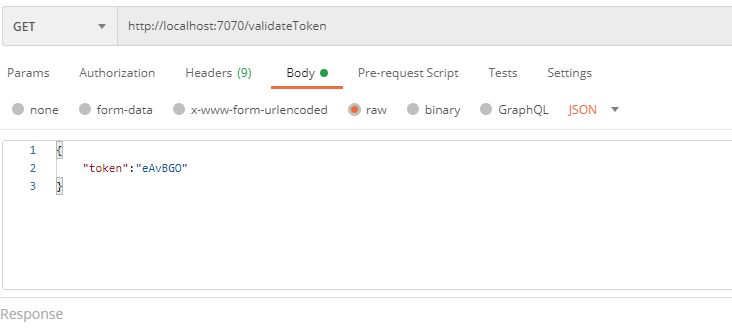 GET http://localhost:7070/validateToken
Params Authorization Headers (9) Body Pre-request Script Tests Settings
none form-data x-www-form-urlencoded raw binary GraphQL JSON
1 {
2 "token":"eAvBGO"
3 }
Response